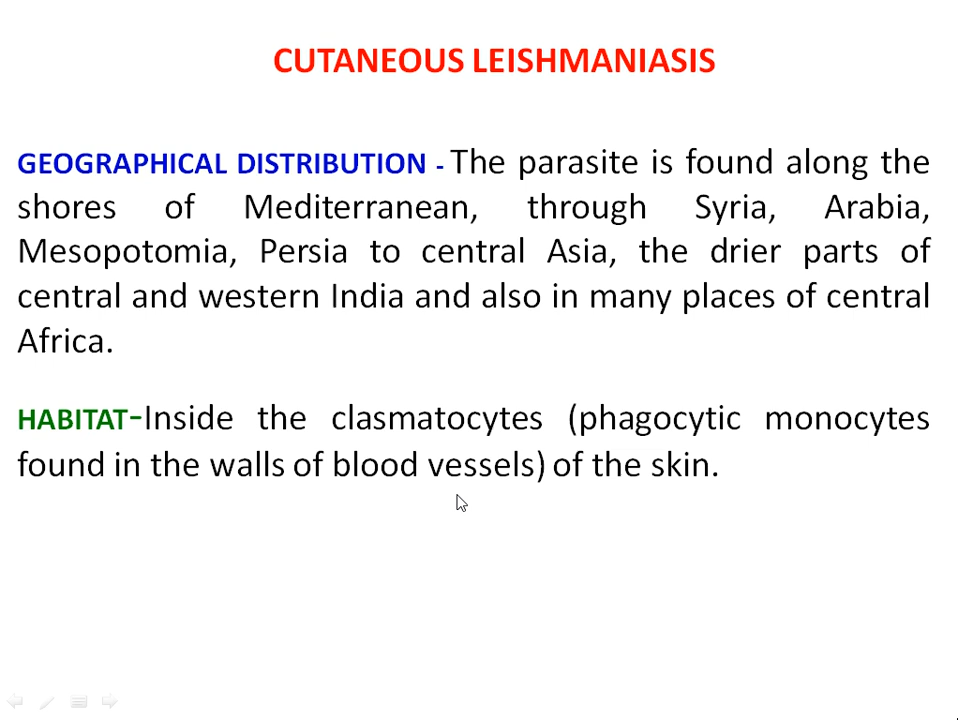 CUTANEOUS LEISHMANIASIS
GEOGRAPHICAL DISTRIBUTION - The parasite is found along the
shores of Mediterranean, through Syria, Arabia,
Mesopotomia, Persia to central Asia, the drier parts of
central and western India and also in many places of central
Africa.
HABITAT-Inside the clasmatocytes (phagocytic monocytes
found in the walls of blood vessels) of the skin.